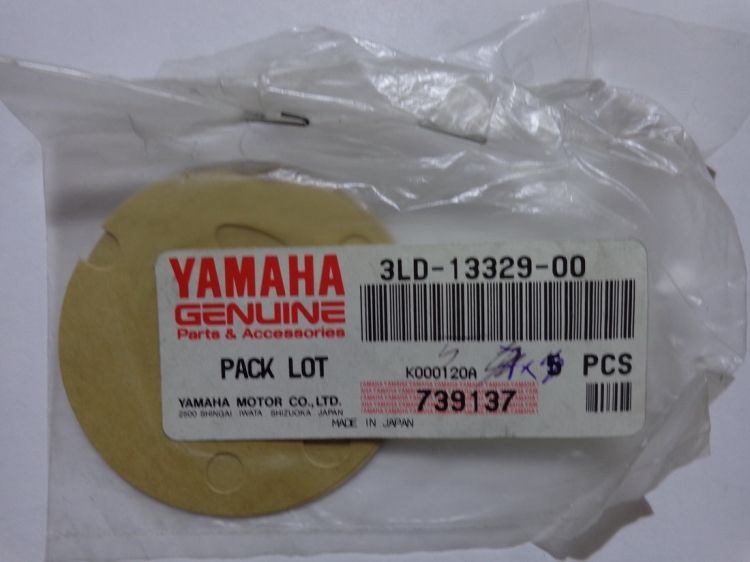 YAMAHA
GENUINE
Parts & Accessories
3LD-13329-00
PACK LOT
K000120A
5 PCS
YAMAHA MOTOR CO.,LTD.
2500 SHINGAI IWATA SHIZUOKA JAPAN
739137
MADE IN JAPAN